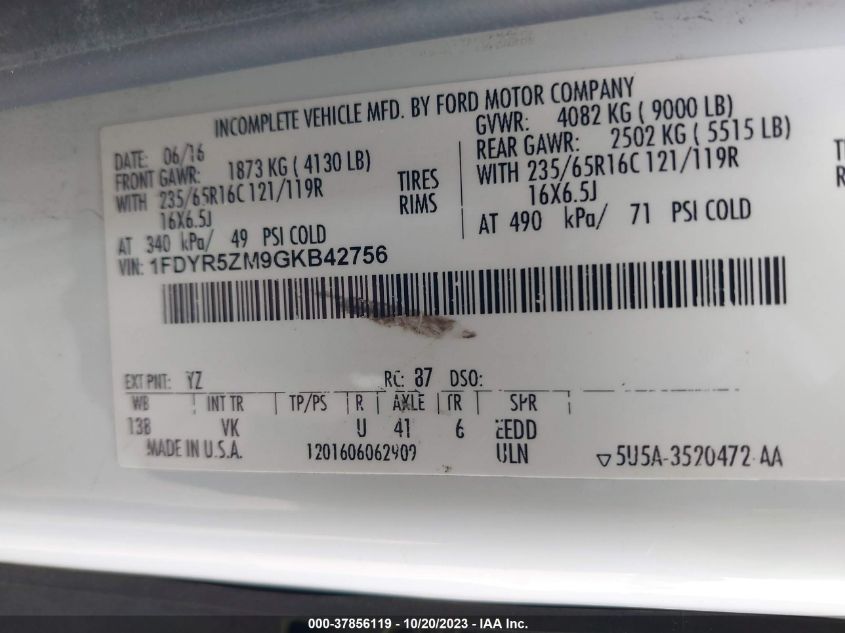 INCOMPLETE VEHICLE MFD. BY FORD MOTOR COMPANY
DATE: 06/16
GVWR: 4082 KG ( 9000 LB)
FRONT GAWR: 1873 KG ( 4130 LB)
REAR GAWR: 2502 KG ( 5515 LB)
WITH 235/65R16C 121/119R TIRES
WITH 235/65R16C 121/119R
16X6.5J RIMS
16X6.5J
AT 340 kPa/ 49 PSI COLD
AT 490 kPa/ 71 PSI COLD
VIN: 1FDYR5ZM9GKB42756
EXT PNT: YZ RC: 87 DSO:
WB INT TR TP/PS R AXLE TR SPR
138 VK U 41 6 EEDD
MADE IN U.S.A. 1201606062909 ULN ▽5U5A-3520472-AA
000-37856119 - 10/20/2023 - IAA Inc.